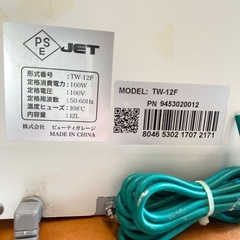 PS
E
JET
形式番号 : TW-12F
定格消費電力 : 160W
定格電圧 : 100V
定格周波数 : 50-60Hz
温度ヒューズ : 108℃
容量 : 12L
株式会社 ビューティガレージ
MADE IN CHINA
MODEL: TW-12F
PN 9453020012
8046 5302 1707 2171